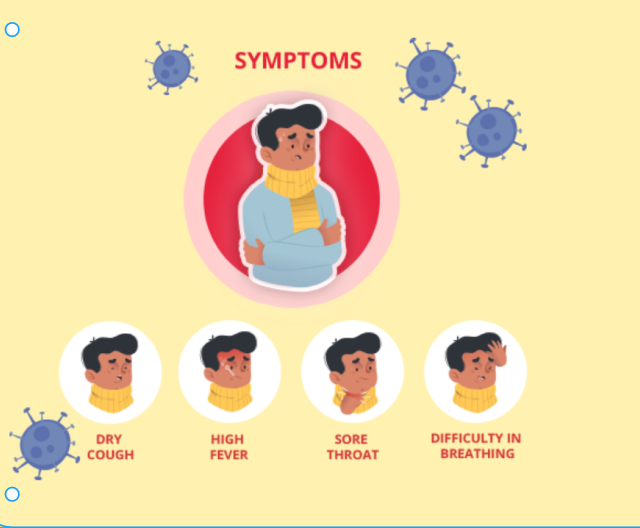 SYMPTOMS
DRY
COUGH
HIGH
FEVER
SORE
THROAT
DIFFICULTY IN
BREATHING